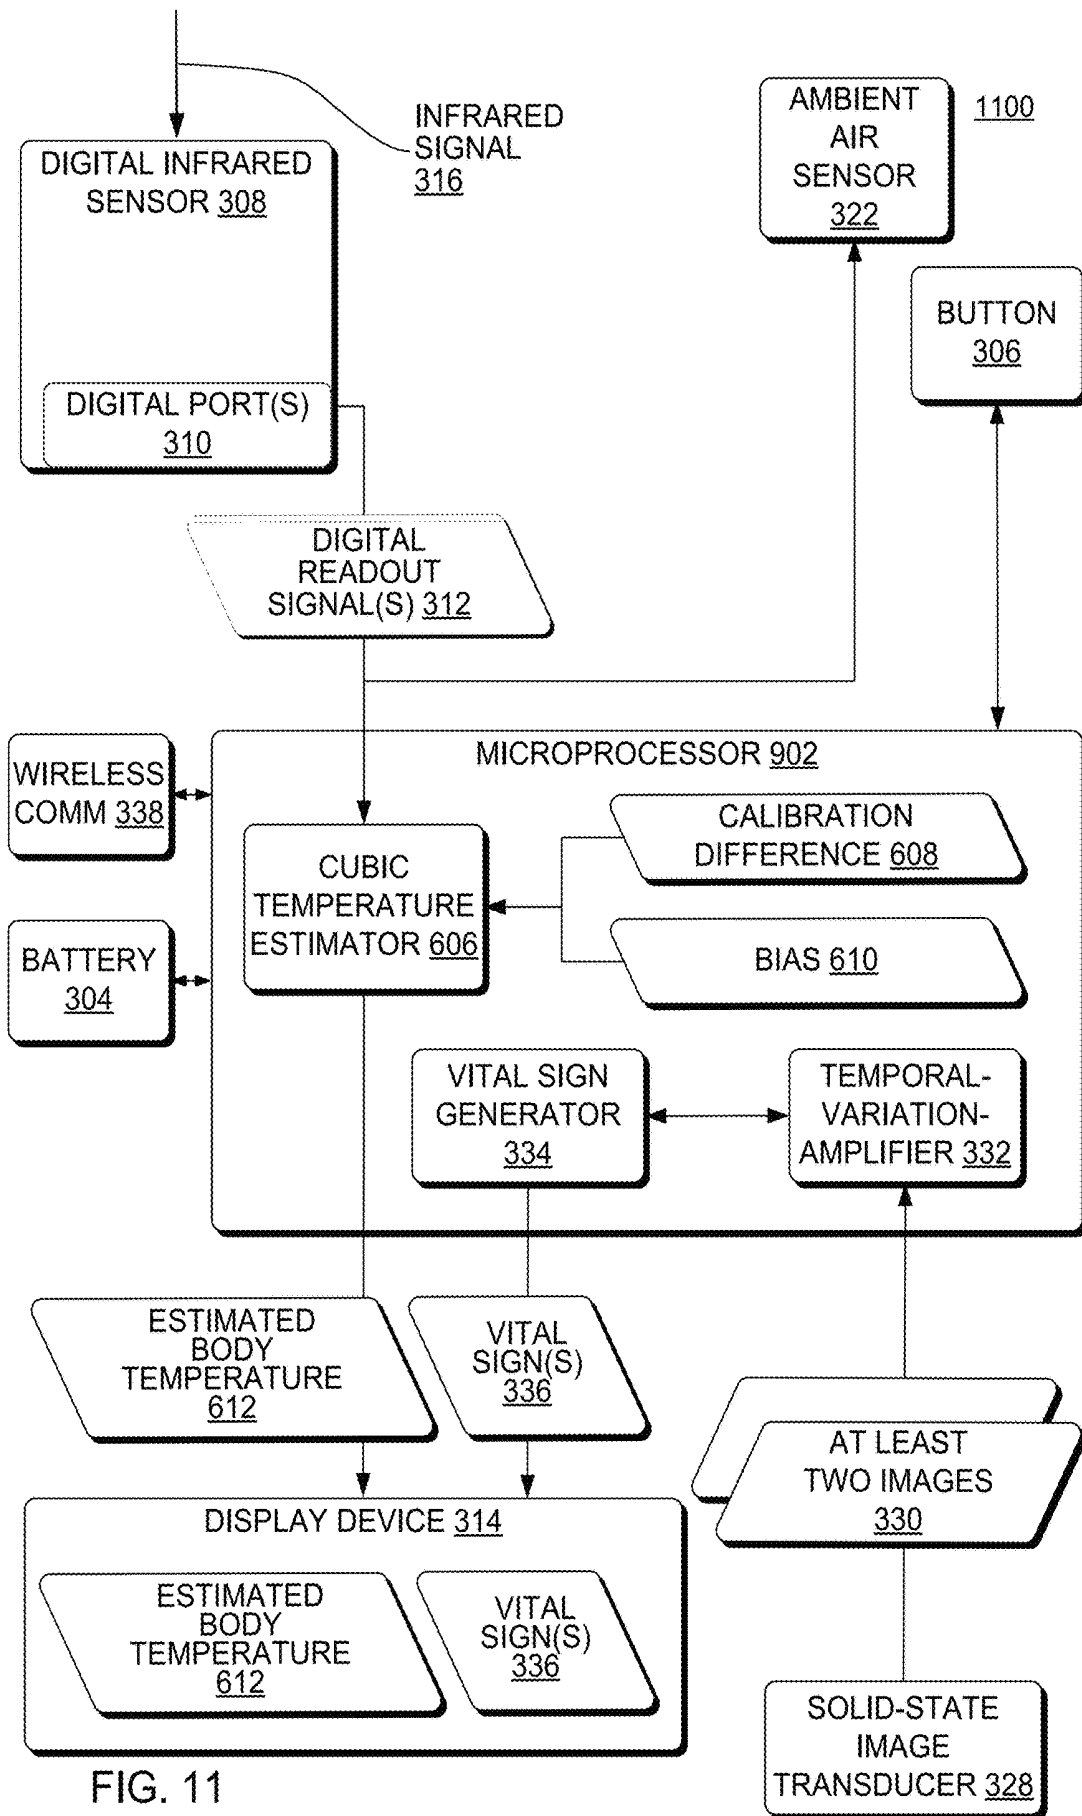 INFRARED
SIGNAL
316
AMBIENT
AIR
SENSOR
322
1100
DIGITAL INFRARED
SENSOR 308
BUTTON
306
DIGITAL PORT(S)
310
DIGITAL
READOUT
SIGNAL(S) 312
MICROPROCESSOR 902
WIRELESS
COMM 338
CALIBRATION
DIFFERENCE 608
CUBIC
TEMPERATURE
ESTIMATOR 606
BATTERY
304
BIAS 610
VITAL SIGN
GENERATOR
334
TEMPORAL-
VARIATION-
AMPLIFIER 332
ESTIMATED
BODY
TEMPERATURE
612
VITAL
SIGN(S)
336
AT LEAST
TWO IMAGES
330
DISPLAY DEVICE 314
ESTIMATED
BODY
TEMPERATURE
612
VITAL
SIGN(S)
336
SOLID-STATE
IMAGE
TRANSDUCER 328
FIG. 11